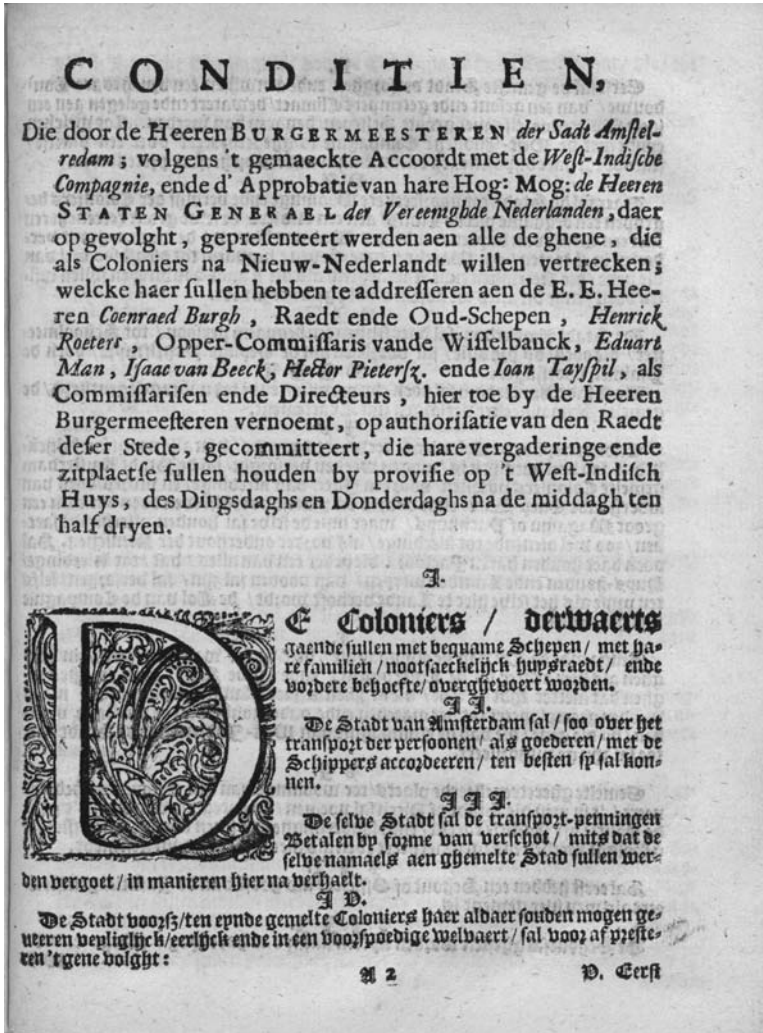 CONDITIEN,
Die door de Heeren BURGERMEESTEREN der Sadt Amstel-
redam; volgens 't gemaeckte Accoordt met de West-Indische
Compagnie, ende d' Approbatie van hare Hog: Mog: de Heeren
STATEN GENERAEL der Vereenighde Nederlanden, daer
op gevolght, gepresenteert werden aen alle de ghene, die
als Coloniers na Nieuw-Nederlandt willen vertrecken;
welcke haer sullen hebben te addresseren aen de E. E. Hee-
ren Coenraed Burgh, Raedt ende Oud-Schepen, Henrick
Roeters, Opper-Commissaris vande Wisselbanck, Eduart
Man, Isaac van Beeck, Hector Pietersz. ende Ioan Tayspil, als
Commissarisen ende Directeurs, hier toe by de Heeren
Burgermeesteren vernoemt, op authorisatie van den Raedt
deser Stede, gecommitteert, die hare vergaderinge ende
zitplaetse sullen houden by provisie op 't West-Indisch
Huys, des Dingsdaghs en Donderdaghs na de middagh ten
half dryen.
I.
DE Coloniers / derwaerts
gaende sullen met bequame Schepen / met ha-
re familien / nootsaeckelijck huysraedt / ende
vordere behoefte / overghevoert worden.
II.
De Stadt van Amsterdam sal / soo over het
transport der persoonen / als goederen / met de
Schippers accordeeren / ten besten sy sal kon-
nen.
III.
De selve Stadt sal de transport-penningen
Betalen by forme van verschot / mits dat de
selve namaels aen ghemelte Stad sullen wer-
den vergoet / in manieren hier na verhaelt.
IV.
De Stadt voorsz / ten eynde gemelte Coloniers haer aldaer souden mogen ge-
neeren veyliglijck / eerlijck ende in een voorspoedige welvaert / sal voor af preste-
ren 't gene volght:
A 2 V. Eerst